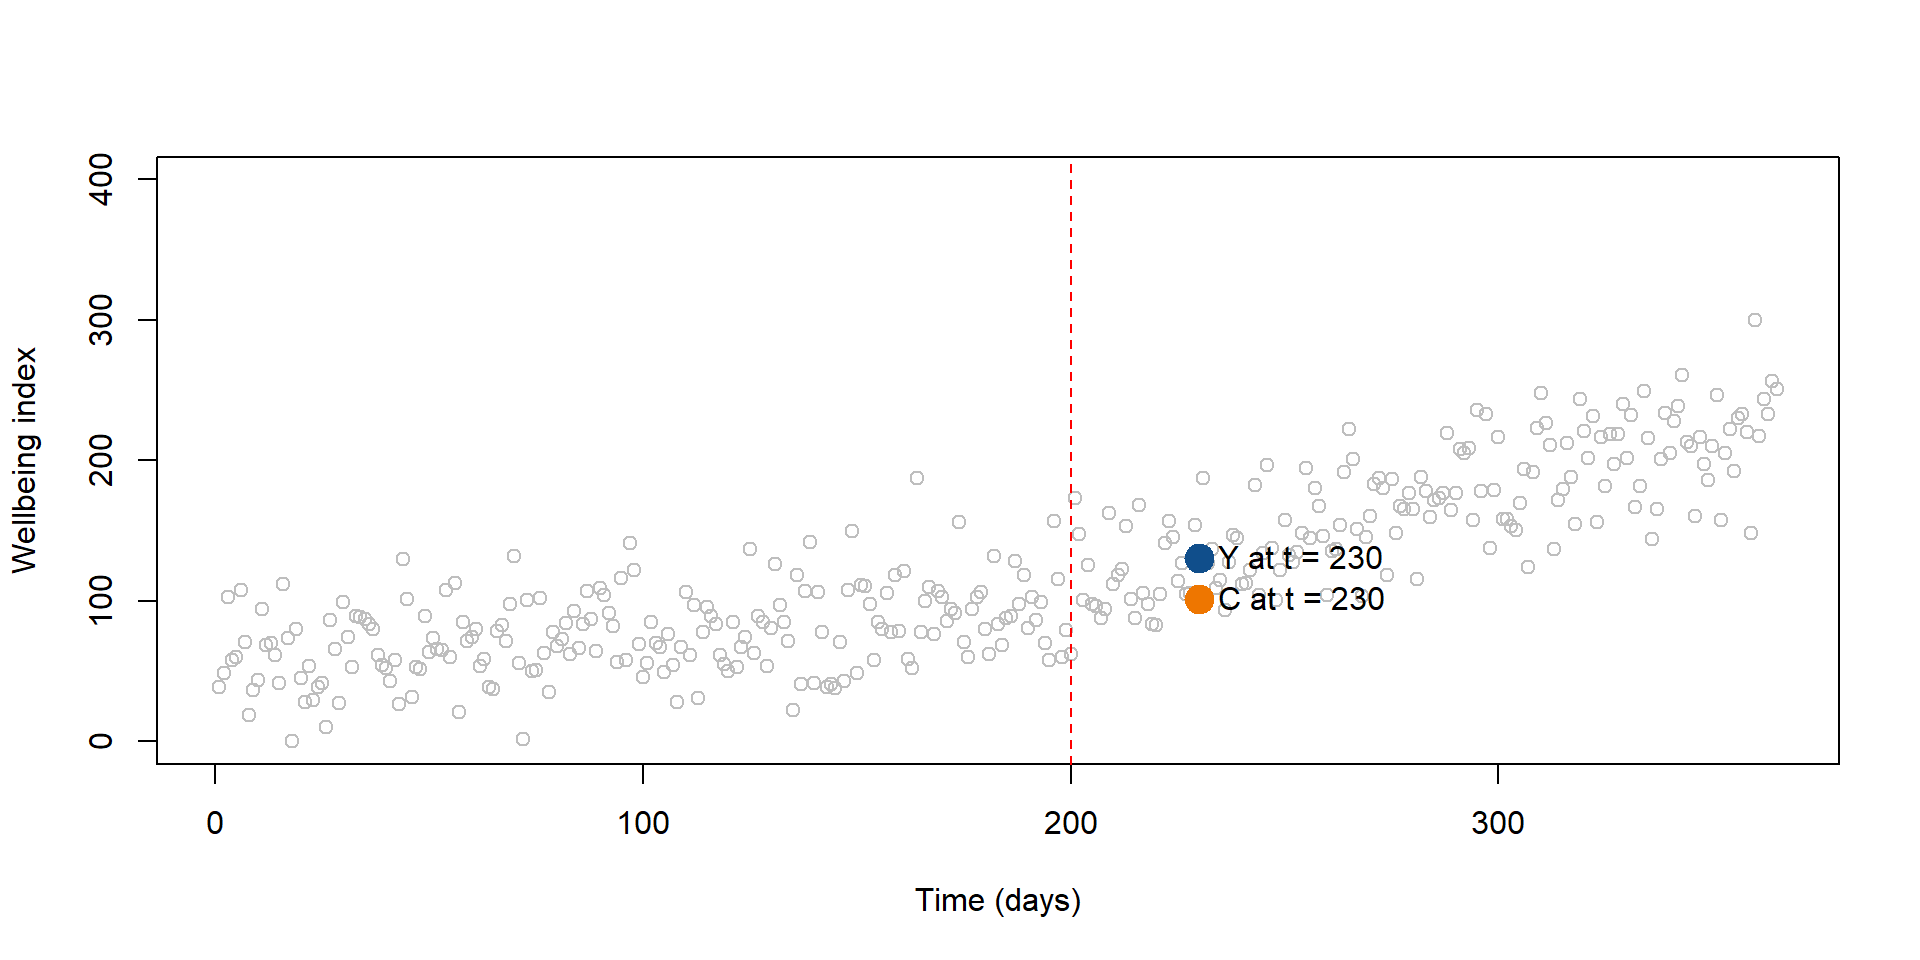 400
300
200
100
0
Wellbeing index
Y at t = 230
C at t = 230
0 100 200 300
Time (days)